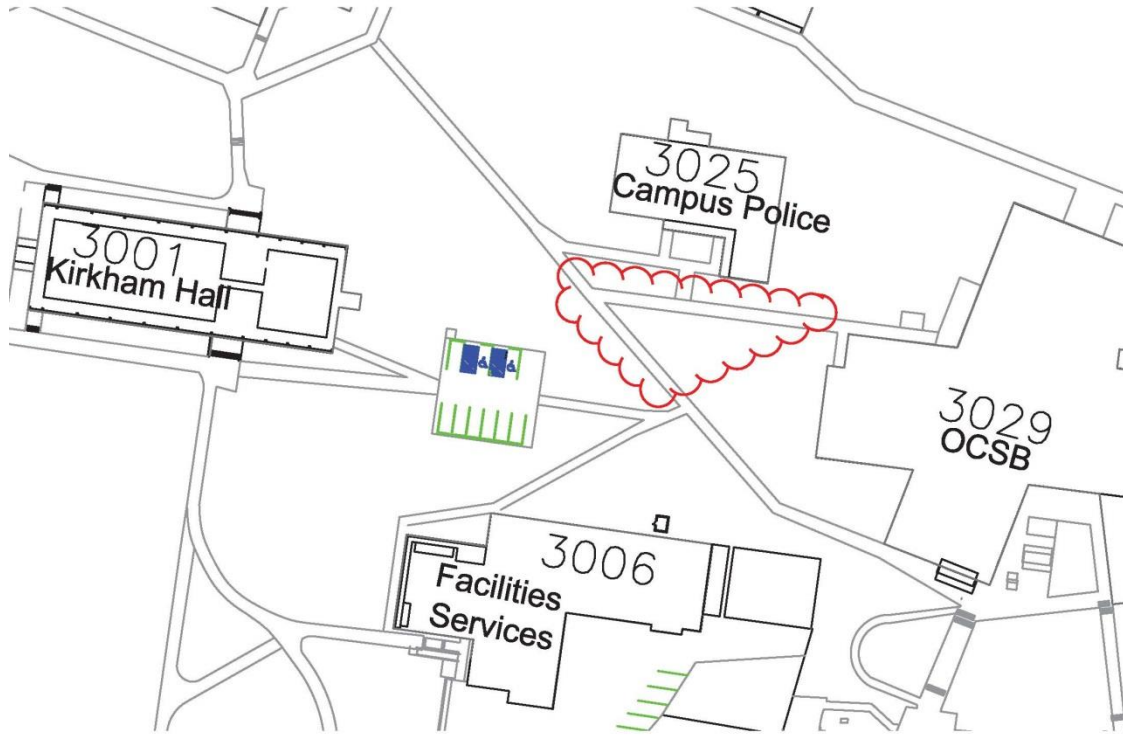 3025
Campus Police
3001
Kirkham Hall
3029
OCSB
3006
Facilities
Services